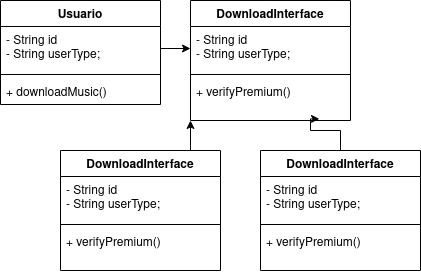 Usuario
- String id
- String userType;
+ downloadMusic()
DownloadInterface
- String id
- String userType;
+ verifyPremium()
DownloadInterface
- String id
- String userType;
+ verifyPremium()
DownloadInterface
- String id
- String userType;
+ verifyPremium()